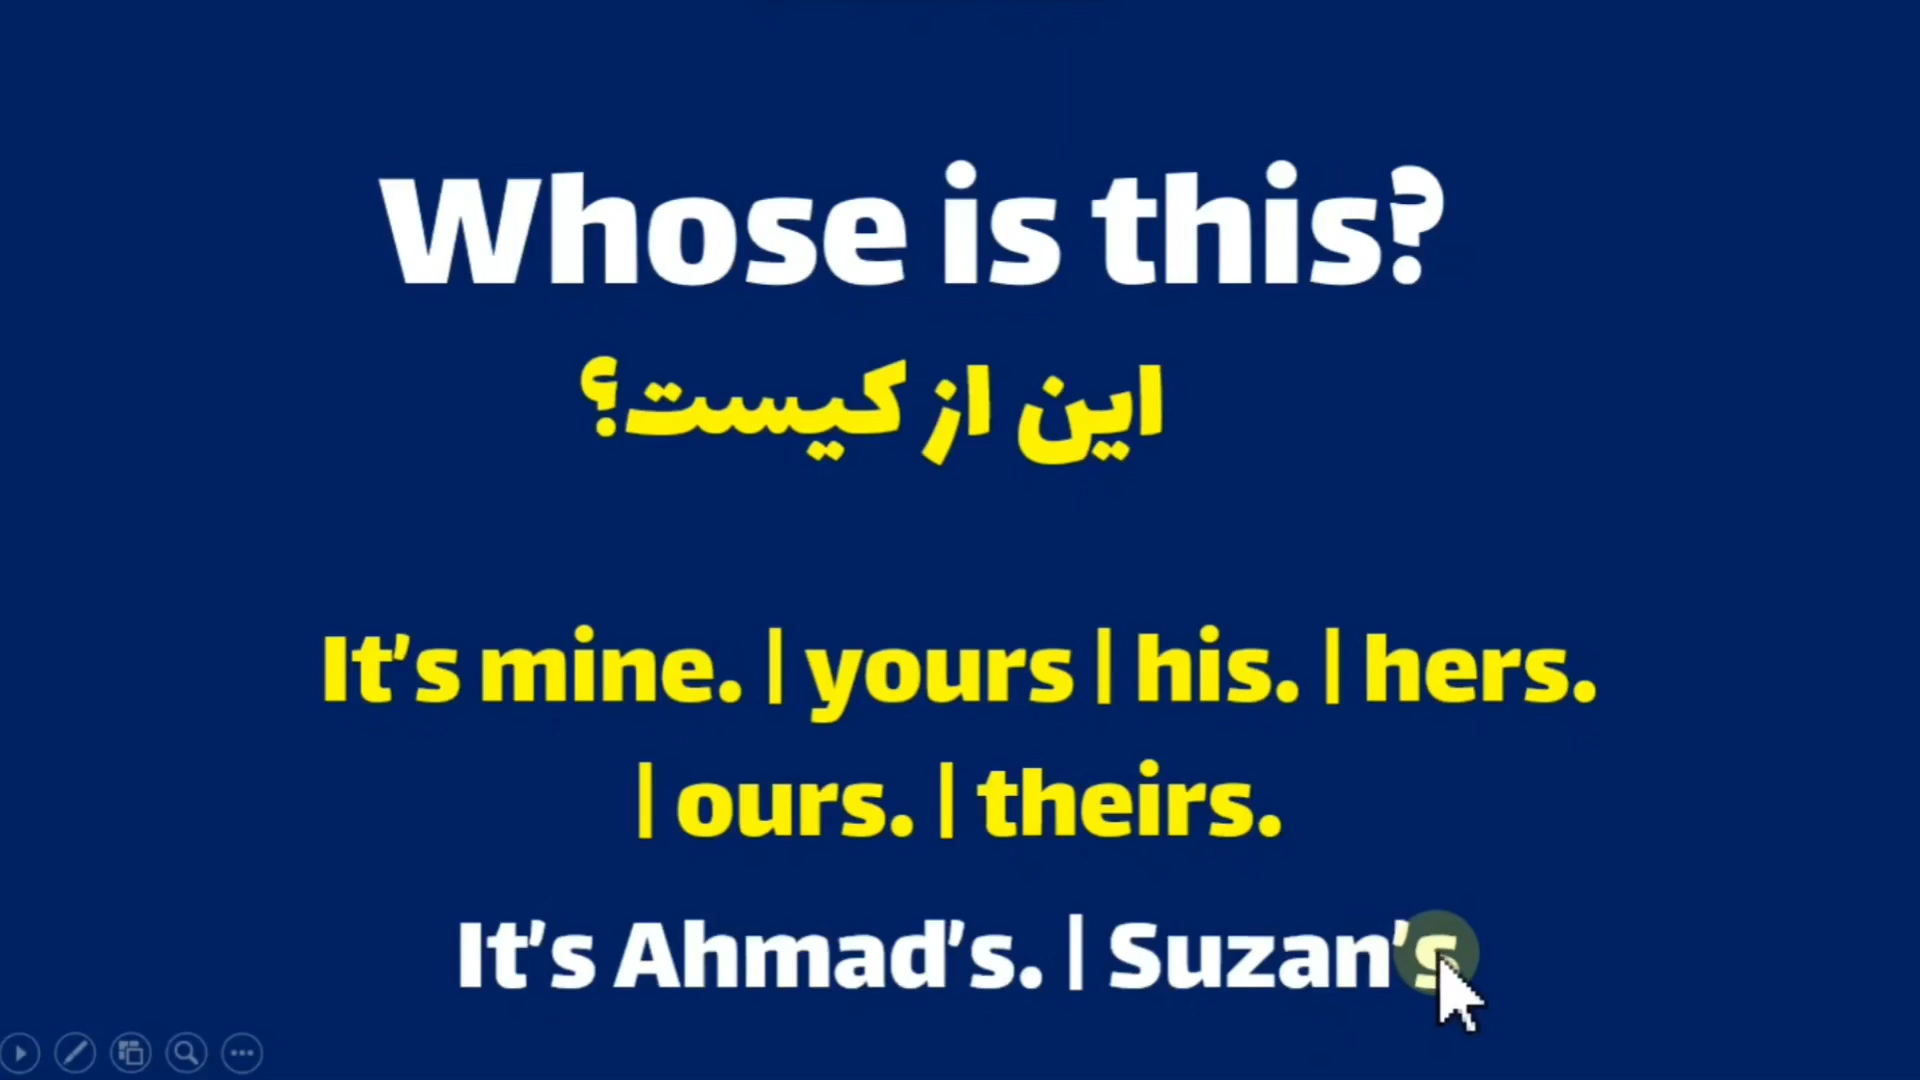 Whose is this?
این از کیست؟
It's mine. | yours | his. | hers.
| ours. | theirs.
It's Ahmad's. | Suzan's